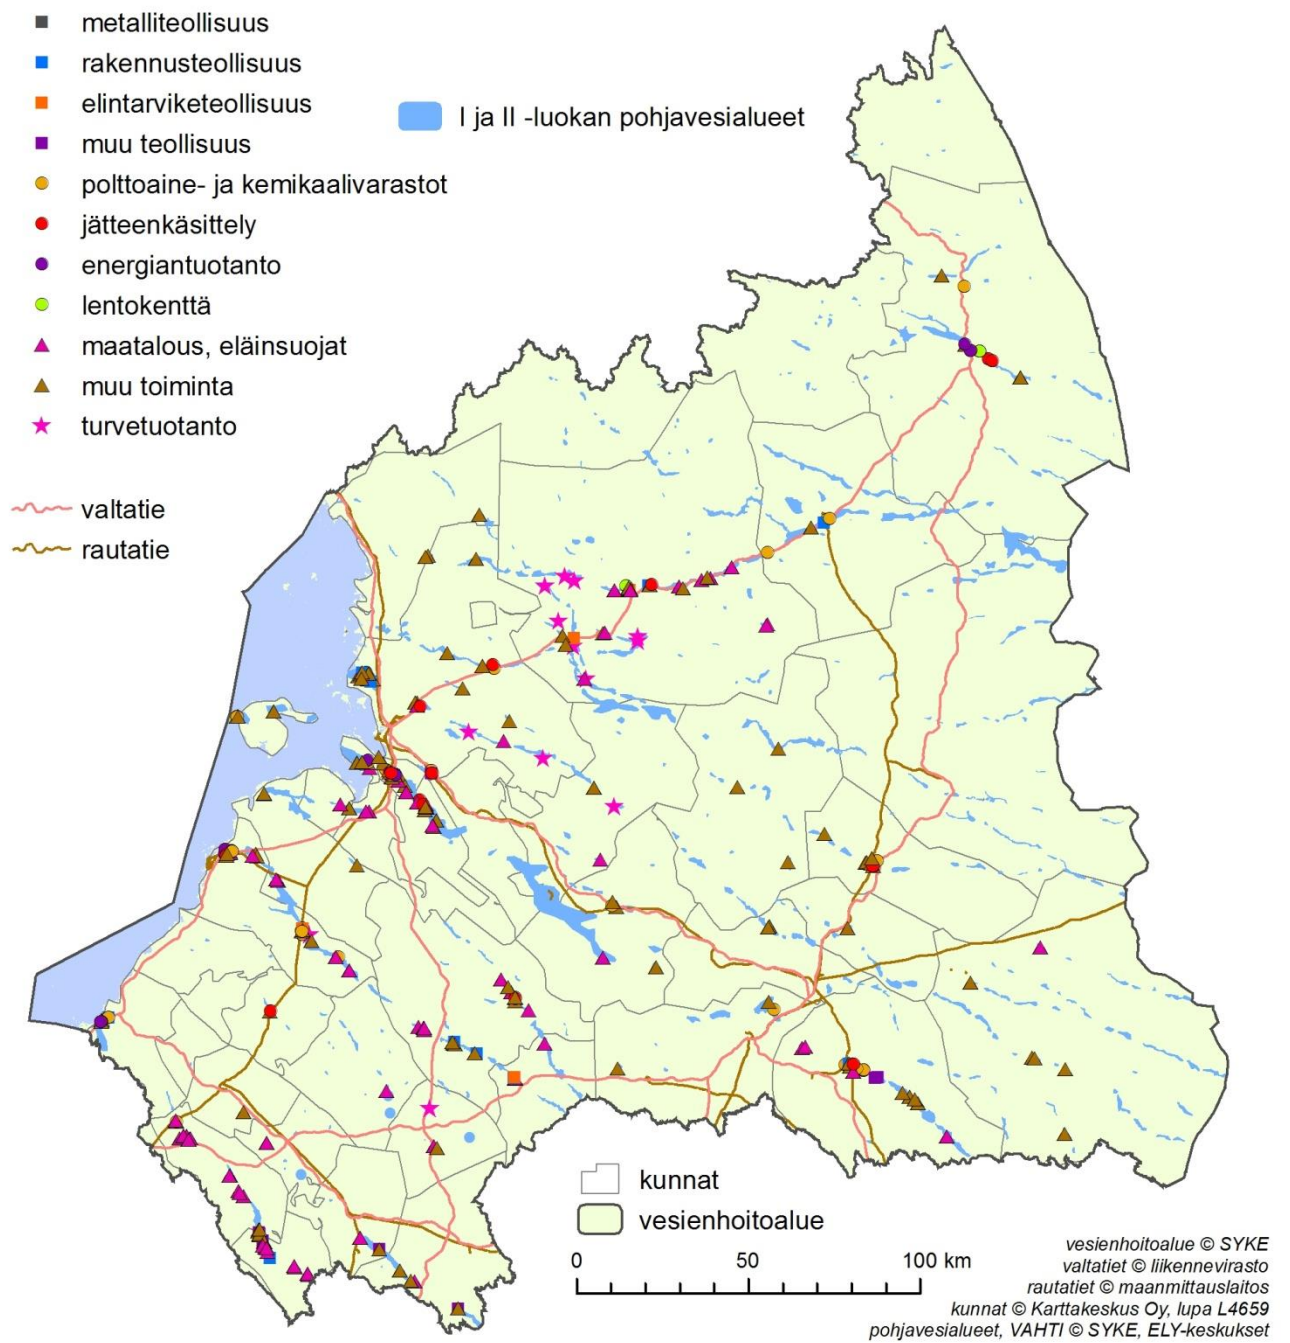 metalliteollisuus
rakennusteollisuus
elintarviketeollisuus
muu teollisuus
polttoaine- ja kemikaalivarastot
jätteenkäsittely
energiantuotanto
lentokenttä
maatalous, eläinsuojat
muu toiminta
turvetuotanto
valtatie
rautatie
I ja II -luokan pohjavesialueet
kunnat
vesienhoitoalue
0 50 100 km
vesienhoitoalue © SYKE
valtatiet © liikennevirasto
rautatiet © maanmittauslaitos
kunnat © Karttakeskus Oy, lupa L4659
pohjavesialueet, VAHTI © SYKE, ELY-keskukset